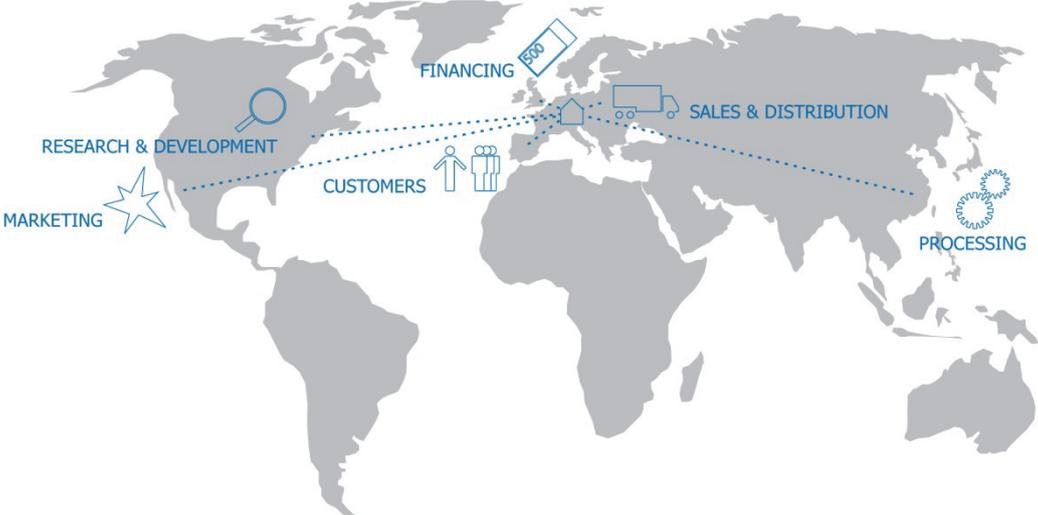 FINANCING
500
SALES & DISTRIBUTION
RESEARCH & DEVELOPMENT
CUSTOMERS
MARKETING
PROCESSING